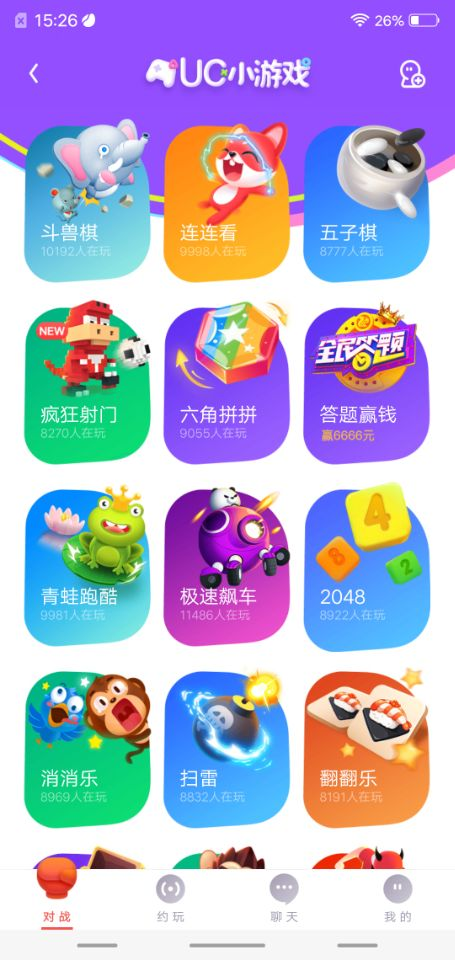 15:26
26%
UC小游戏
斗兽棋
10192人在玩
连连看
9998人在玩
五子棋
8777人在玩
NEW
疯狂射门
8270人在玩
六角拼拼
9055人在玩
全民答题
答题赢钱
赢6666元
青蛙跑酷
9981人在玩
极速飙车
11486人在玩
4
8
2
2048
8922人在玩
消消乐
8969人在玩
扫雷
8832人在玩
翻翻乐
8191人在玩
对战
约玩
聊天
我的